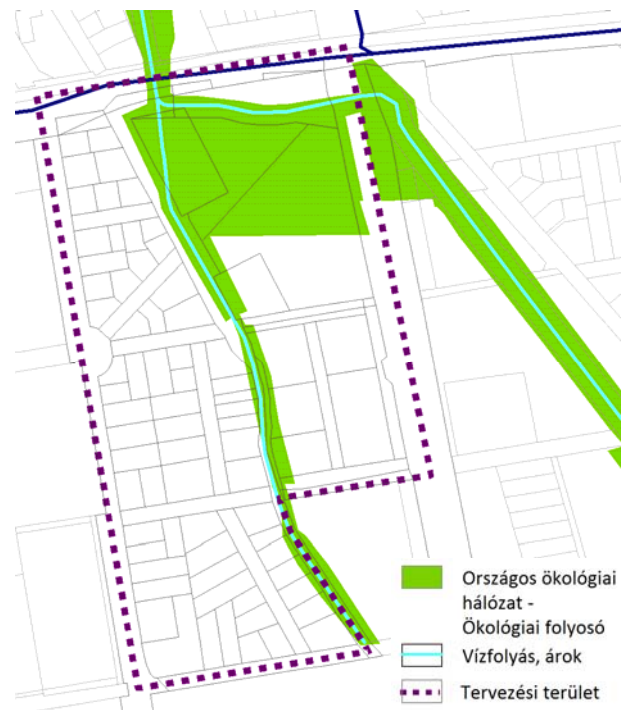 Országos ökológiai
hálózat -
Ökológiai folyosó
Vízfolyás, árok
Tervezési terület